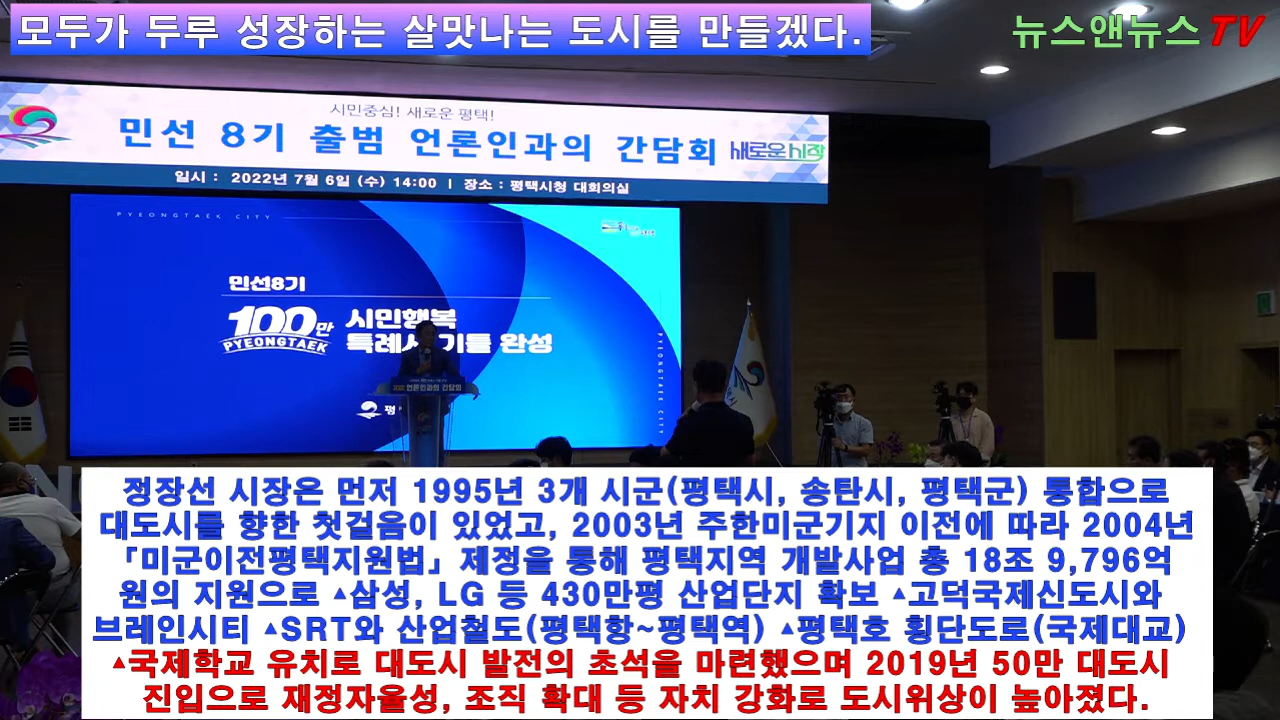 모두가 두루 성장하는 살맛나는 도시를 만들겠다.
뉴스앤뉴스TV
시민중심! 새로운 평택!
민선 8기 출범 언론인과의 간담회
새로운 시작
일시 : 2022년 7월 6일 (수) 14:00 | 장소 : 평택시청 대회의실
PYEONGTAEK CITY
민선8기
100만
PYEONGTAEK
시민행복
특례시 기틀 완성
PYEONGTAEK CITY
언론인과의 간담회
평
정장선 시장은 먼저 1995년 3개 시군(평택시, 송탄시, 평택군) 통합으로
대도시를 향한 첫걸음이 있었고, 2003년 주한미군기지 이전에 따라 2004년
「미군이전평택지원법」 제정을 통해 평택지역 개발사업 총 18조 9,796억
원의 지원으로 ▲삼성, LG 등 430만평 산업단지 확보 ▲고덕국제신도시와
브레인시티 ▲SRT와 산업철도(평택항~평택역) ▲평택호 횡단도로(국제대교)
▲국제학교 유치로 대도시 발전의 초석을 마련했으며 2019년 50만 대도시
진입으로 재정자율성, 조직 확대 등 자치 강화로 도시위상이 높아졌다.